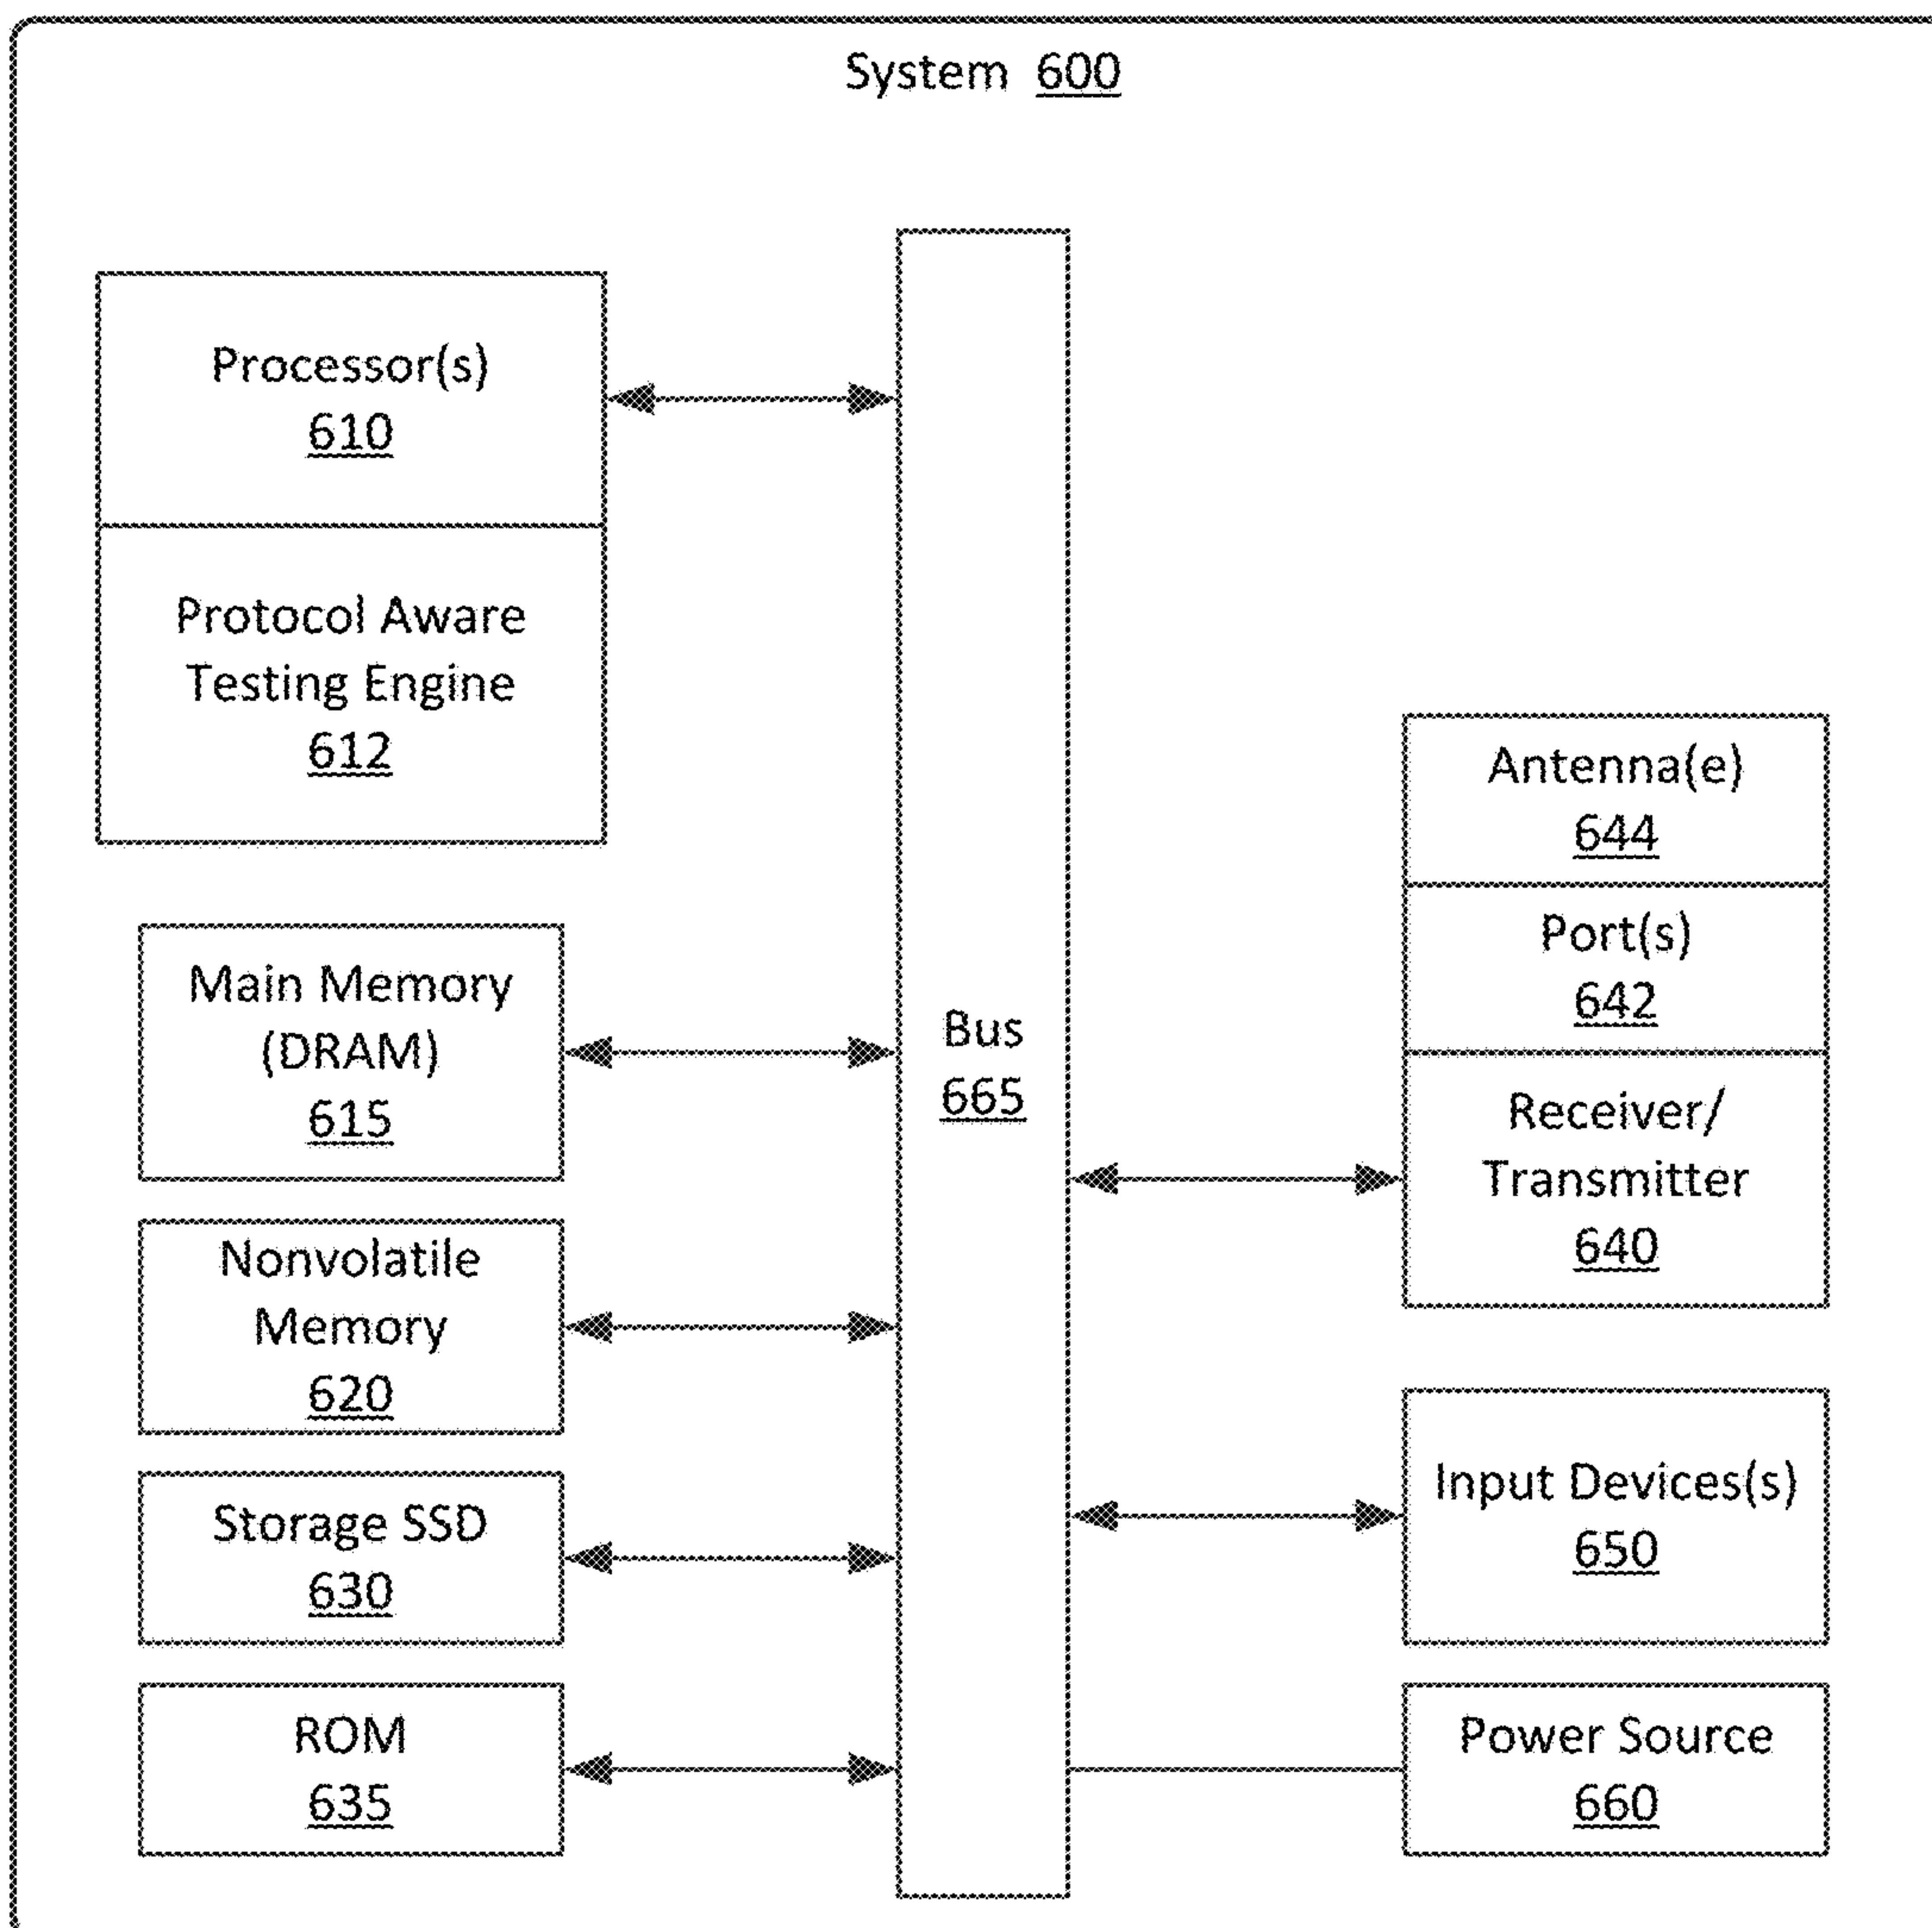 System 600
Processor(s)
610
Protocol Aware
Testing Engine
612
Main Memory
(DRAM)
615
Nonvolatile
Memory
620
Storage SSD
630
ROM
635
Bus
665
Antenna(e)
644
Port(s)
642
Receiver/
Transmitter
640
Input Devices(s)
650
Power Source
660